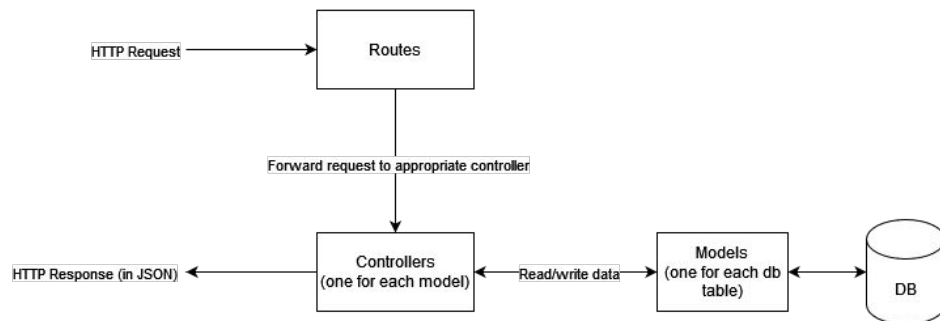 HTTP Request
Routes
Forward request to appropriate controller
HTTP Response (in JSON)
Controllers
(one for each model)
Read/write data
Models
(one for each db
table)
DB